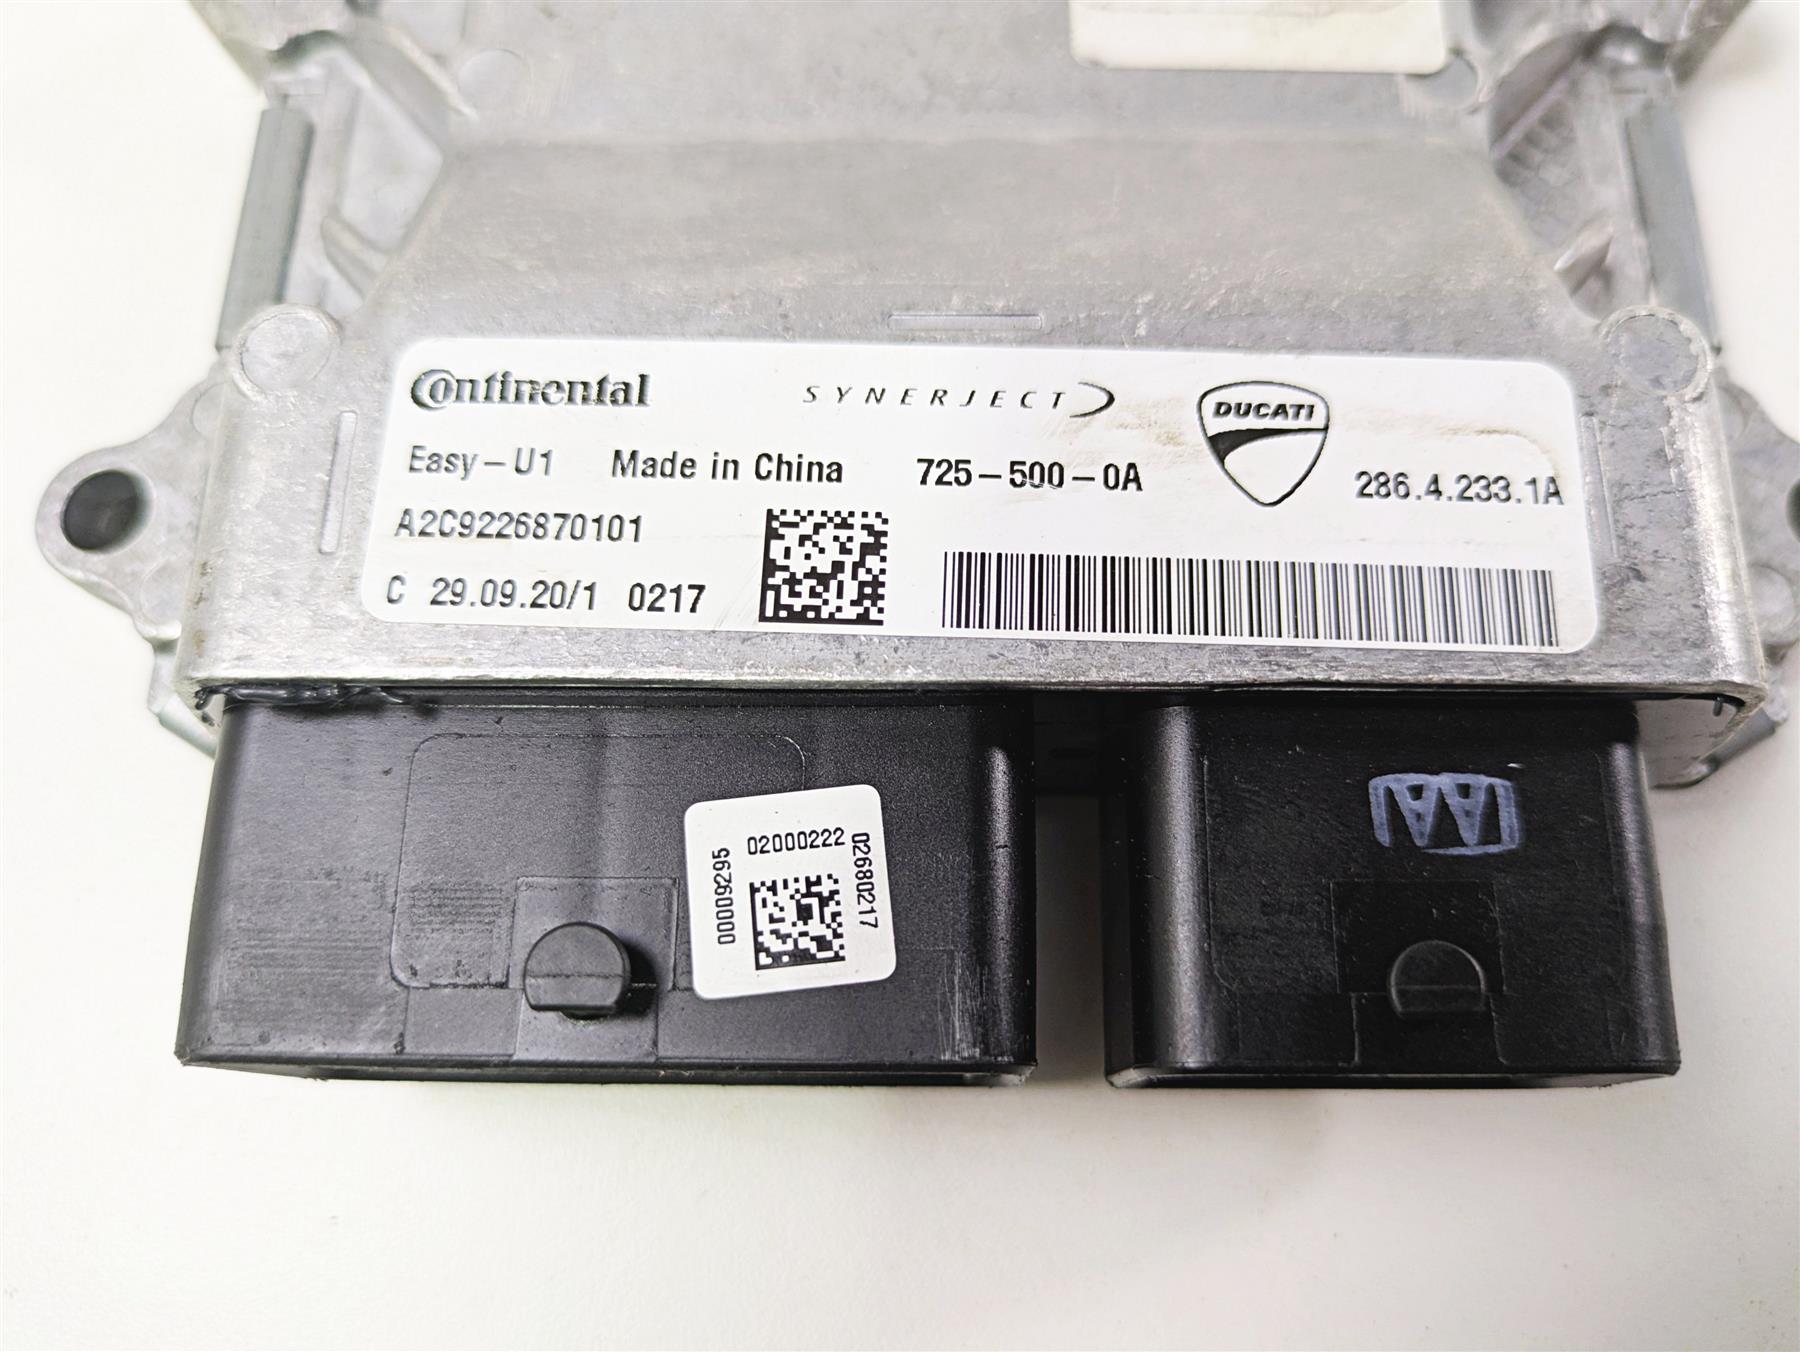 Continental SYNERJECT DUCATI
Easy-U1 Made in China 725-500-0A 286.4.233.1A
A2C9226870101
C 29.09.20/1 0217
02000222
00009295
02680217